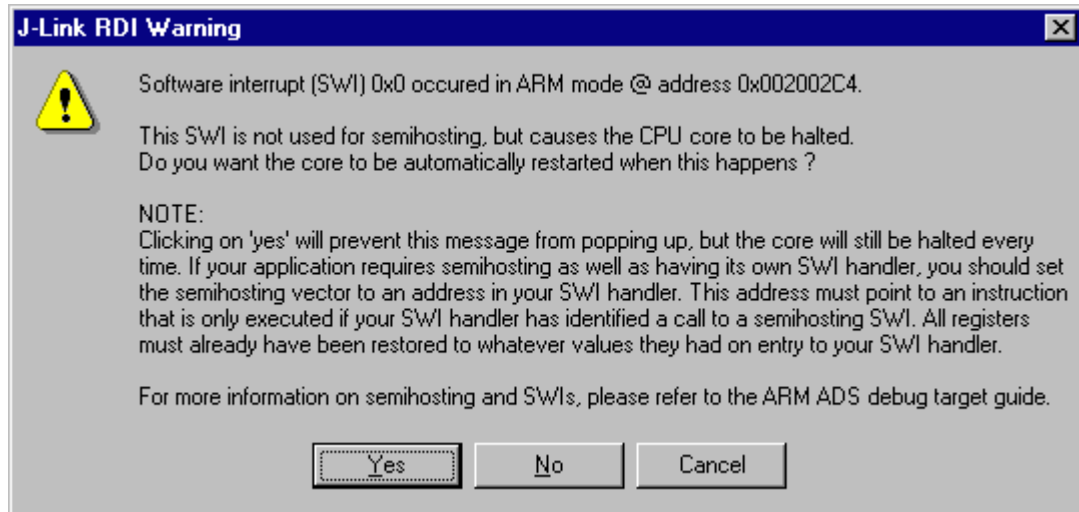 J-Link RDI Warning
Software interrupt (SWI) 0x0 occured in ARM mode @ address 0x002002C4.
This SWI is not used for semihosting, but causes the CPU core to be halted.
Do you want the core to be automatically restarted when this happens ?
NOTE:
Clicking on 'yes' will prevent this message from popping up, but the core will still be halted every
time. If your application requires semihosting as well as having its own SWI handler, you should set
the semihosting vector to an address in your SWI handler. This address must point to an instruction
that is only executed if your SWI handler has identified a call to a semihosting SWI. All registers
must already have been restored to whatever values they had on entry to your SWI handler.
For more information on semihosting and SWIs, please refer to the ARM ADS debug target guide.
Yes No Cancel